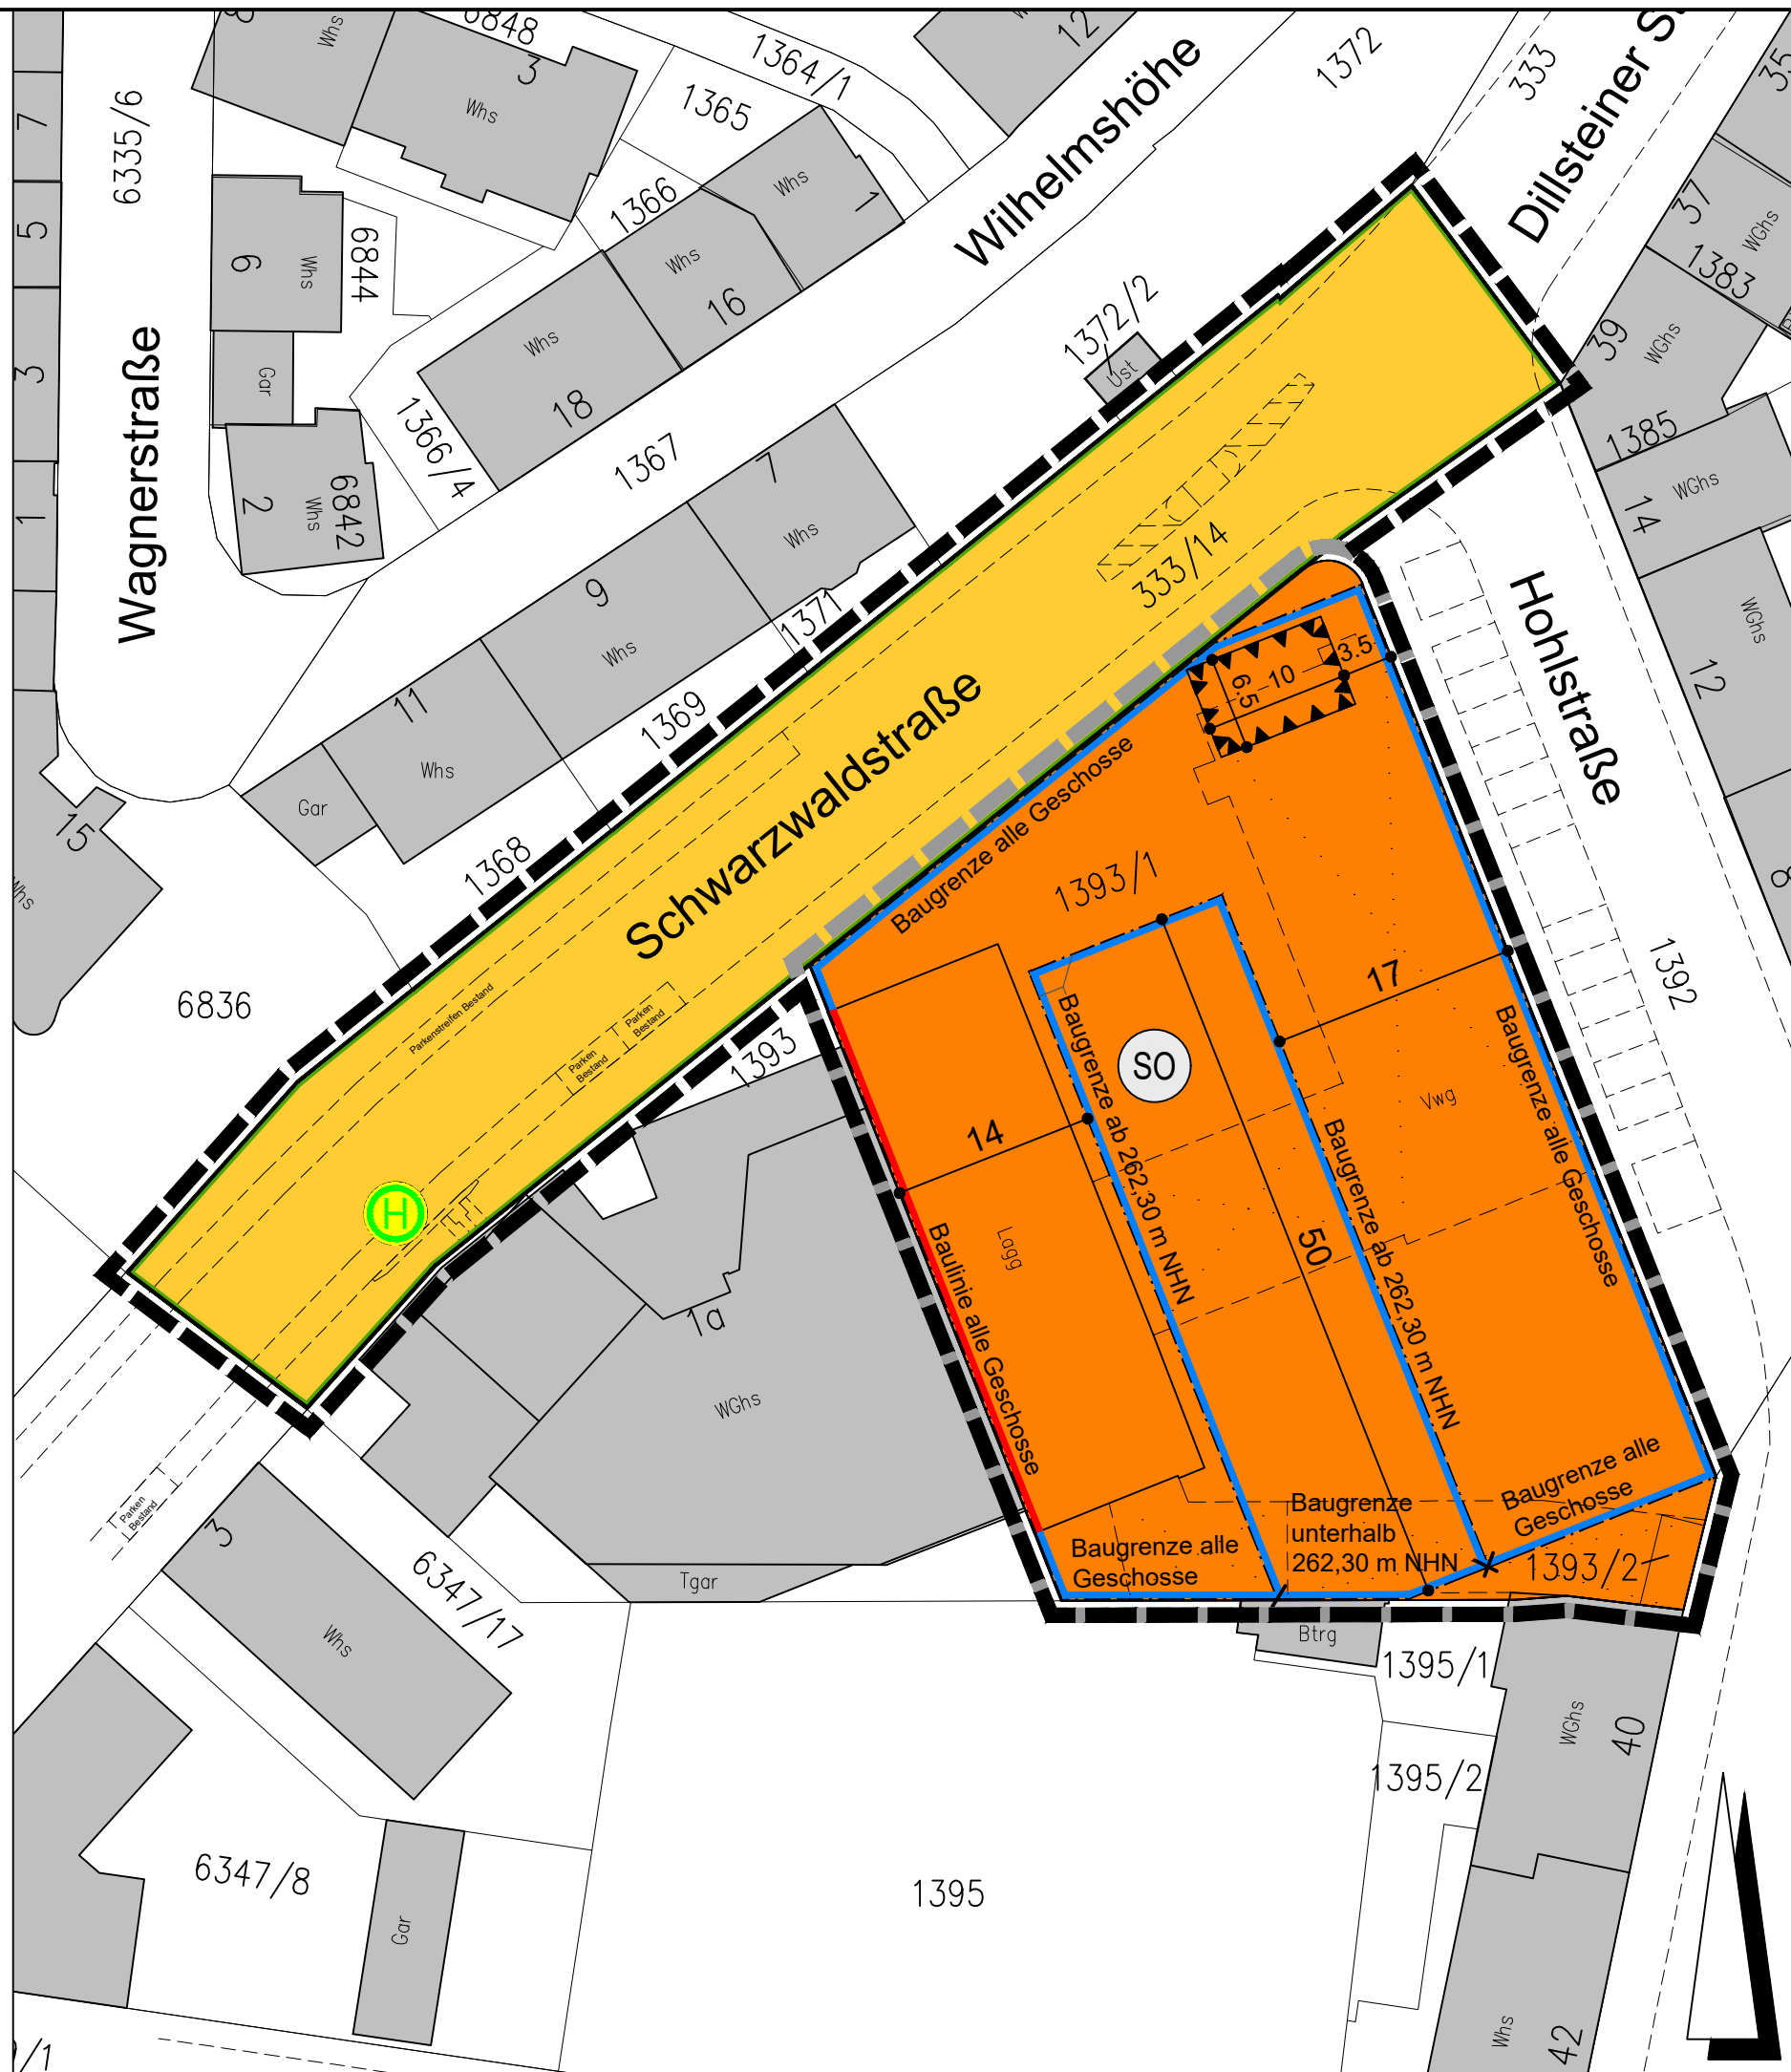 6848
Whs
3
Whs
1364/1
1365
12
1372
333
Dillsteiner
35
7
6335/6
5
3
1
Wagnerstraße
6
Whs
6844
Gar
2
Whs
6842
1366
Whs
1
Whs
16
Whs
18
1366/4
1367
Wilhelmshöhe
1372/2
Ust
37
WGhs
1383
39
WGhs
1385
14
WGhs
WGhs
12
8
7
Whs
9
Whs
1371
11
Whs
1369
Gar
1368
15
Whs
6836
333/14
Schwarzwaldstraße
Hohlstraße
1392
3.5
10
6.5
Baugrenze alle Geschosse
1393/1
17
SO
14
50
Vwg
Lagg
Baugrenze ab 262,30 m NHN
Baugrenze ab 262,30 m NHN
Baugrenze alle Geschosse
Baulinie alle Geschosse
Baugrenze alle
Geschosse
Baugrenze
unterhalb
262,30 m NHN
Baugrenze alle
Geschosse
1393/2
Parkenstreifen Bestand
Parken
Bestand
Parken
Bestand
1393
H
1a
WGhs
Tgar
Parken
Bestand
3
Whs
6347/17
6347/8
Gar
1395
Btrg
1395/1
1395/2
WGhs
40
Whs
42
/1